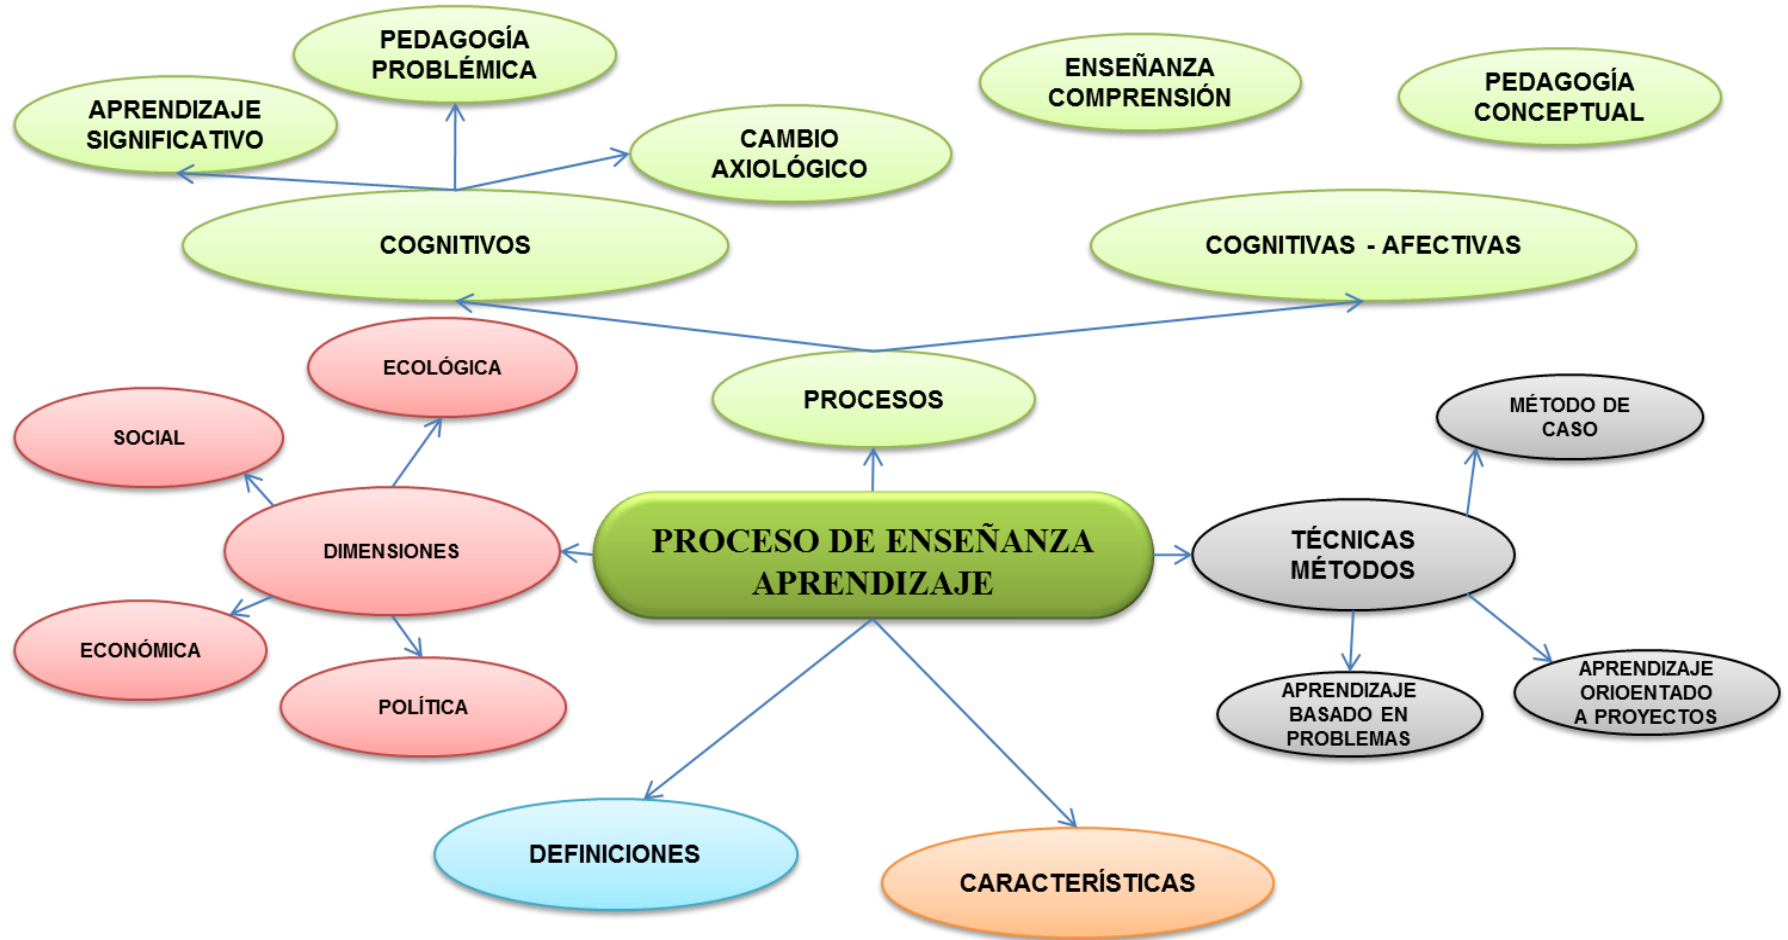 PEDAGOGÍA
PROBLÉMICA
ENSEÑANZA
COMPRENSIÓN
PEDAGOGÍA
CONCEPTUAL
APRENDIZAJE
SIGNIFICATIVO
CAMBIO
AXIOLÓGICO
COGNITIVOS
COGNITIVAS - AFECTIVAS
ECOLÓGICA
PROCESOS
SOCIAL
MÉTODO DE
CASO
DIMENSIONES
PROCESO DE ENSEÑANZA
APRENDIZAJE
TÉCNICAS
MÉTODOS
ECONÓMICA
POLÍTICA
APRENDIZAJE
BASADO EN
PROBLEMAS
APRENDIZAJE
ORIOENTADO
A PROYECTOS
DEFINICIONES
CARACTERÍSTICAS